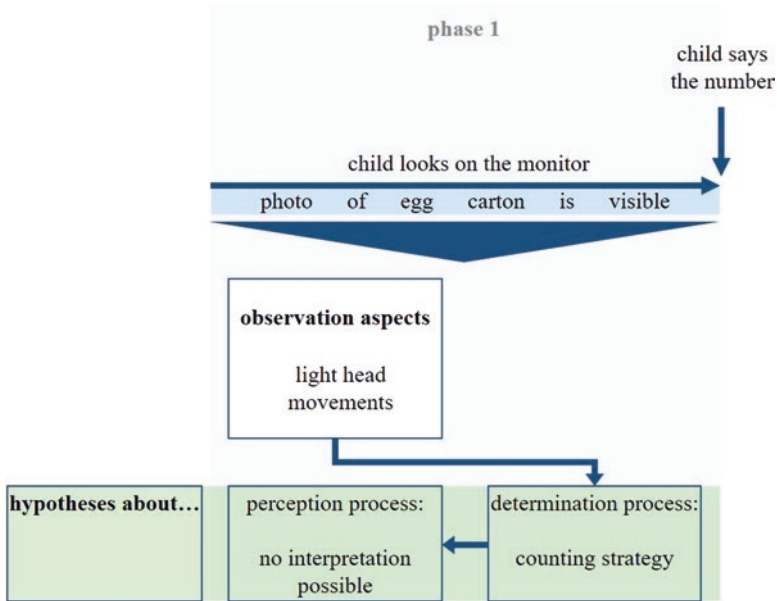 phase 1
child says
the number
child looks on the monitor
photo of egg carton is visible
observation aspects
light head
movements
hypotheses about…
perception process:
no interpretation
possible
determination process:
counting strategy